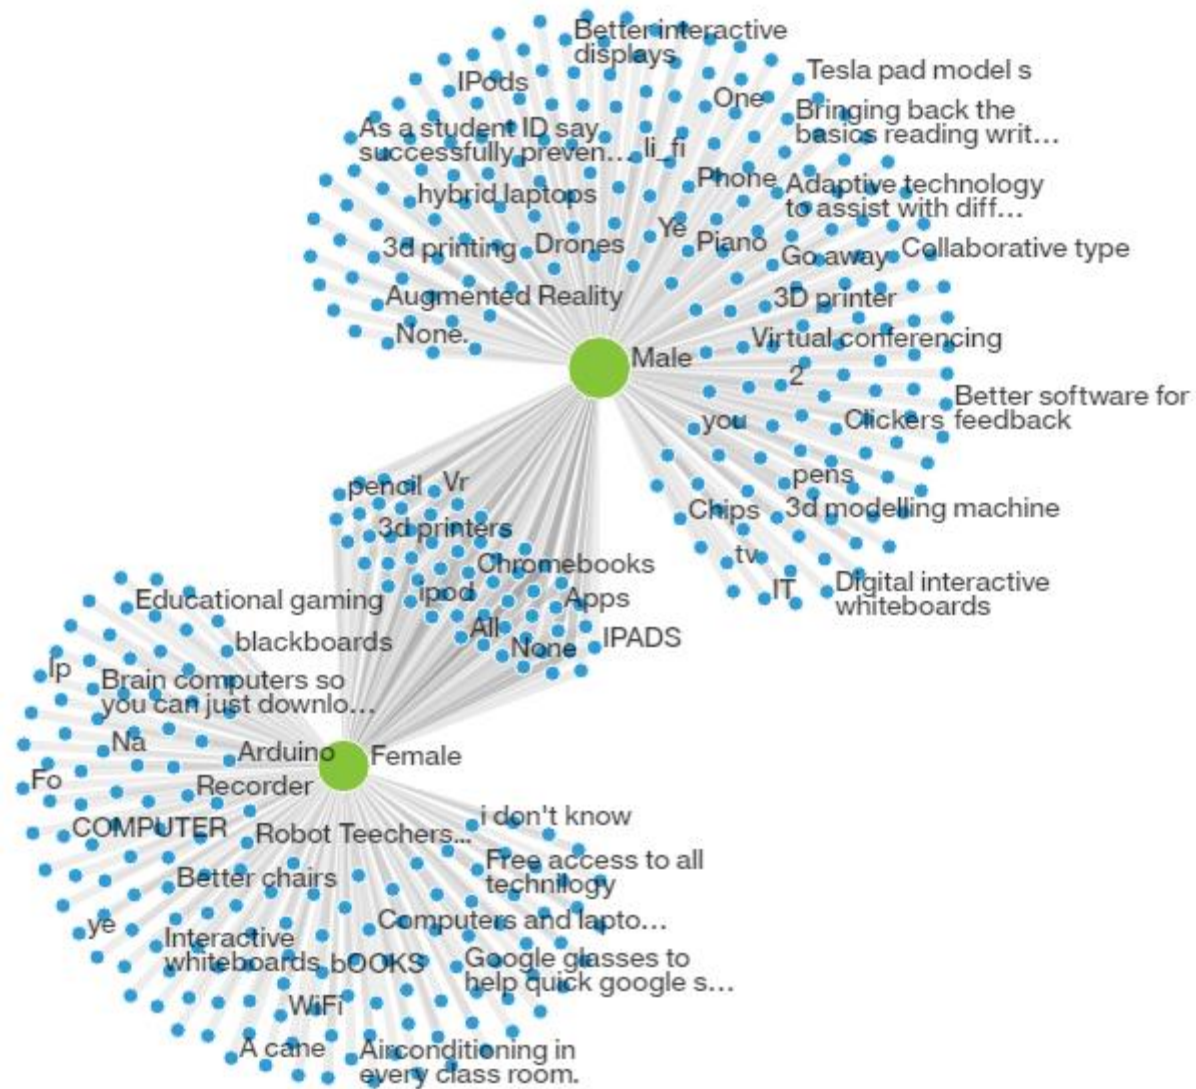 Better interactive
displays
Tesla pad model s
IPods
One
Bringing back the
basics reading writ...
As a student ID say
successfully preven...
li_fi
Phone
Adaptive technology
to assist with diff...
hybrid laptops
Ye
Piano
3d printing
Drones
Go away
Collaborative type
Augmented Reality
3D printer
None.
Virtual conferencing
Male
2
Better software for
feedback
you
Clickers
pens
pencil
Vr
Chips
3d modelling machine
3d printers
tv
Chromebooks
IT
Digital interactive
whiteboards
ipod
Apps
Educational gaming
All
None
IPADS
blackboards
Ip
Brain computers so
you can just downlo...
Na
Arduino
Female
Fo
Recorder
i don't know
COMPUTER
Robot Teechers...
Free access to all
technilogy
Better chairs
Computers and lapto...
ye
Interactive
whiteboards
bOOKS
Google glasses to
help quick google s...
WiFi
A cane
Airconditioning in
every class room.